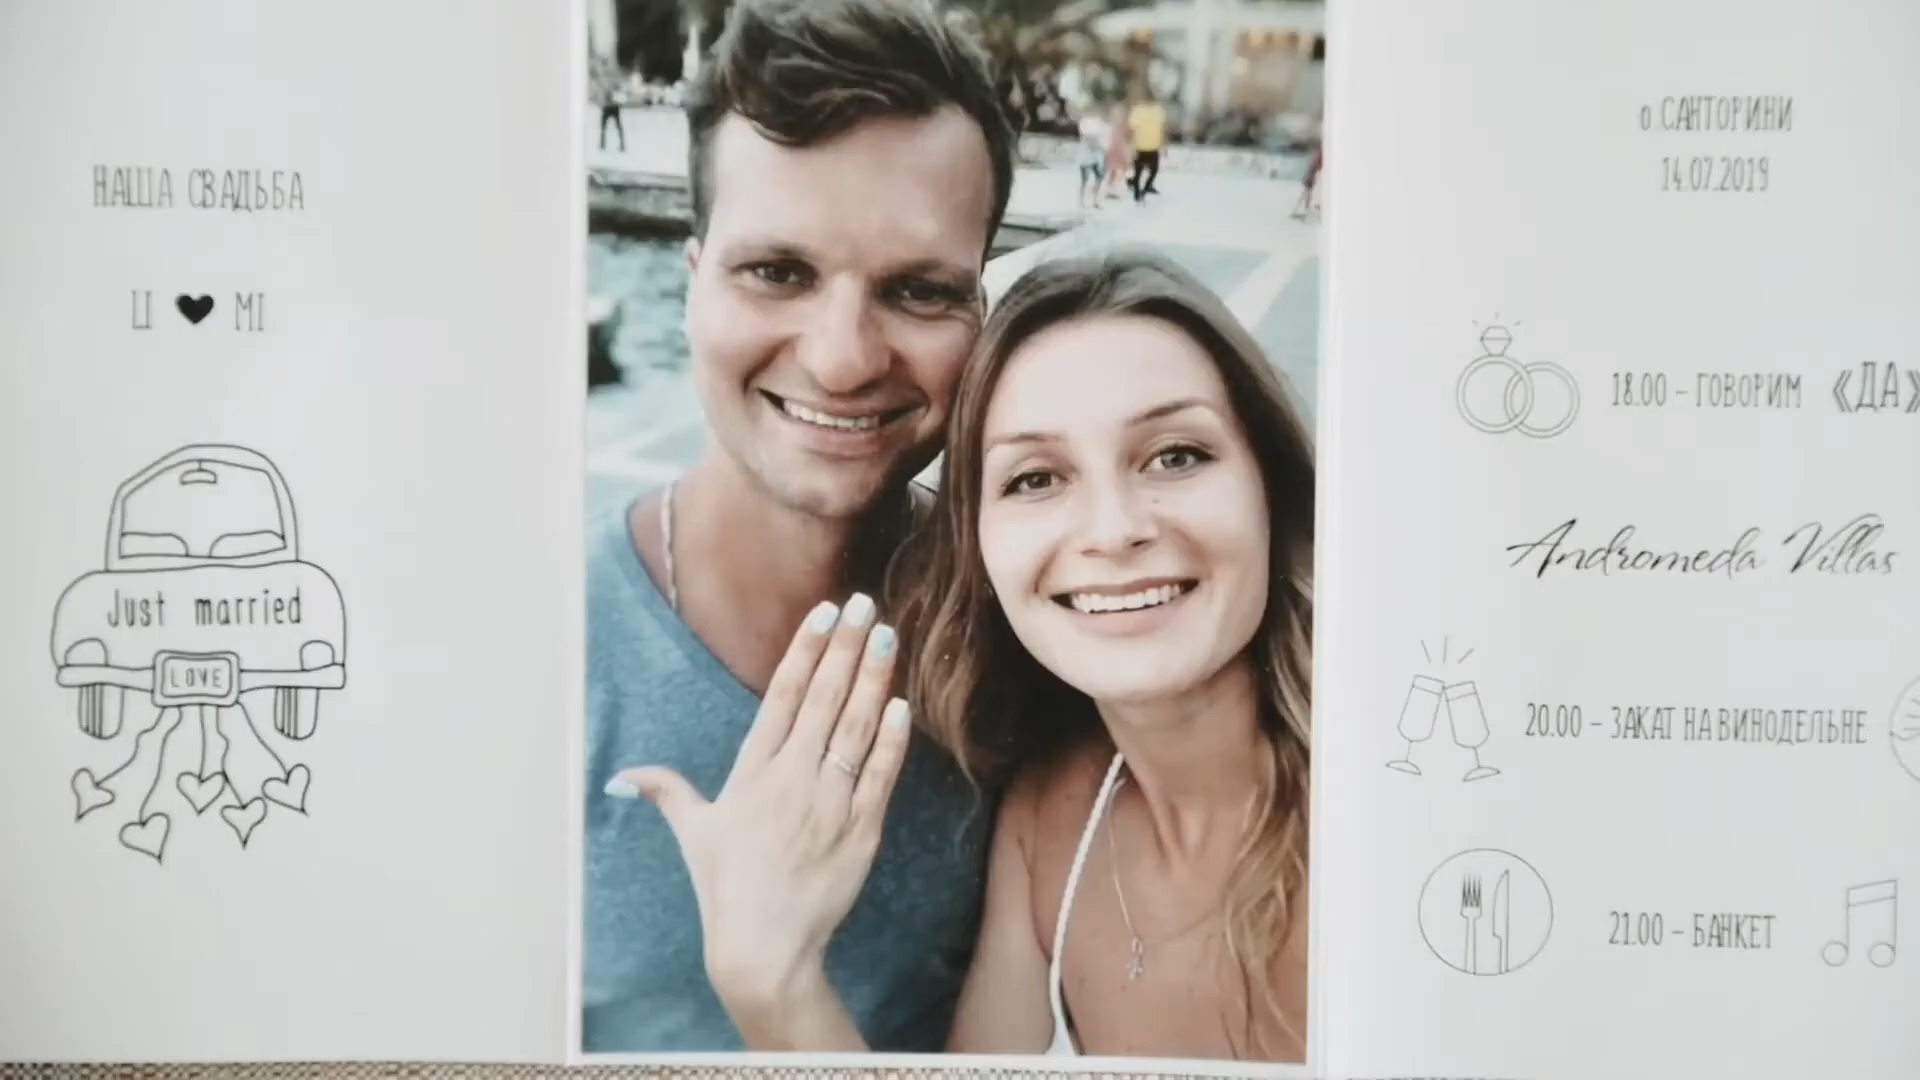 НАША СВАДЬБА
LI ♥ MI
Just married
LOVE
о.САНТОРИНИ
14.07.2019
18.00 – ГОВОРИМ «ДА»
Andromeda Villas
20.00 – ЗАКАТ НА ВИНОДЕЛЬНЕ
21.00 – БАНКЕТ